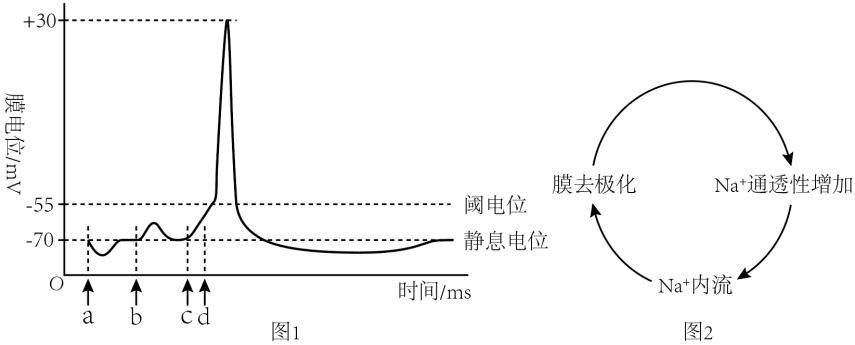 +30
膜电位/mV
-55
阈电位
-70
静息电位
O
时间/ms
a
b
c
d
图1
膜去极化
Na⁺通透性增加
Na⁺内流
图2